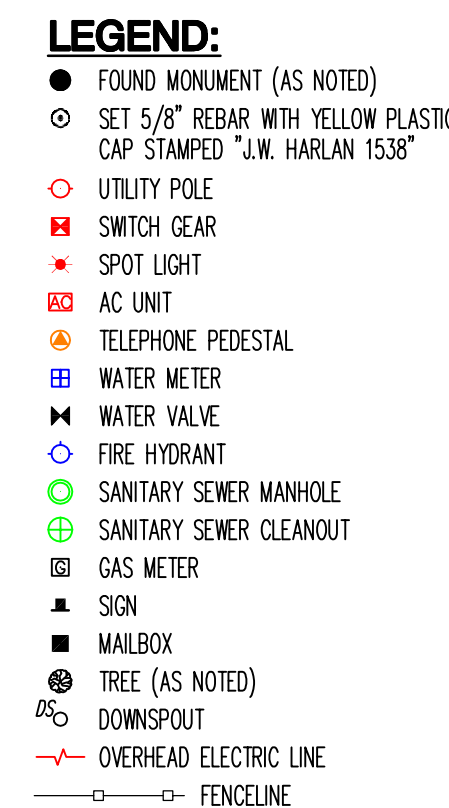 LEGEND:
FOUND MONUMENT (AS NOTED)
SET 5/8" REBAR WITH YELLOW PLASTIC
CAP STAMPED "J.W. HARLAN 1538"
UTILITY POLE
SWITCH GEAR
SPOT LIGHT
AC AC UNIT
TELEPHONE PEDESTAL
WATER METER
WATER VALVE
FIRE HYDRANT
SANITARY SEWER MANHOLE
SANITARY SEWER CLEANOUT
G GAS METER
SIGN
MAILBOX
TREE (AS NOTED)
DS DOWNSPOUT
OVERHEAD ELECTRIC LINE
FENCELINE